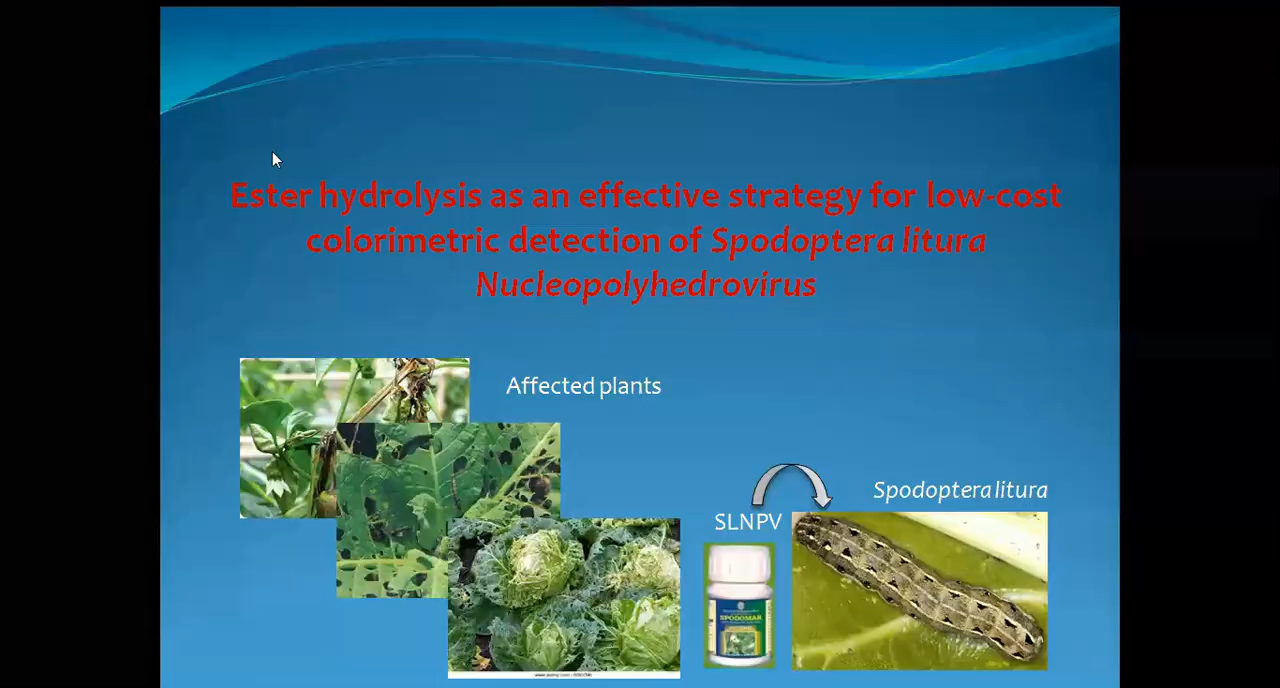 Ester hydrolysis as an effective strategy for low-cost
colorimetric detection of Spodoptera litura
Nucleopolyhedrovirus
Affected plants
Spodoptera litura
SLNPV
SPODOMAR